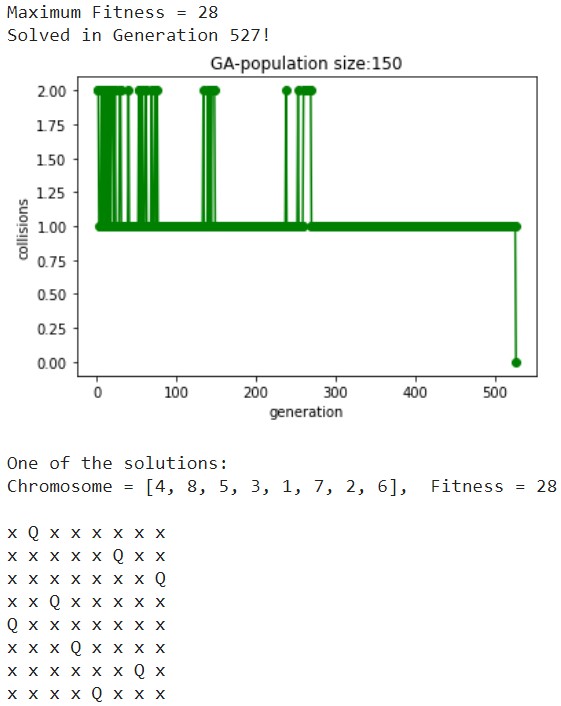 Maximum Fitness = 28
Solved in Generation 527!
GA-population size:150
2.00
1.75
1.50
1.25
1.00
0.75
0.50
0.25
0.00
collisions
0 100 200 300 400 500
generation
One of the solutions:
Chromosome = [4, 8, 5, 3, 1, 7, 2, 6],  Fitness = 28
x Q x x x x x x
x x x x x Q x x
x x x x x x x Q
x x Q x x x x x
Q x x x x x x x
x x x Q x x x x
x x x x x x Q x
x x x x Q x x x